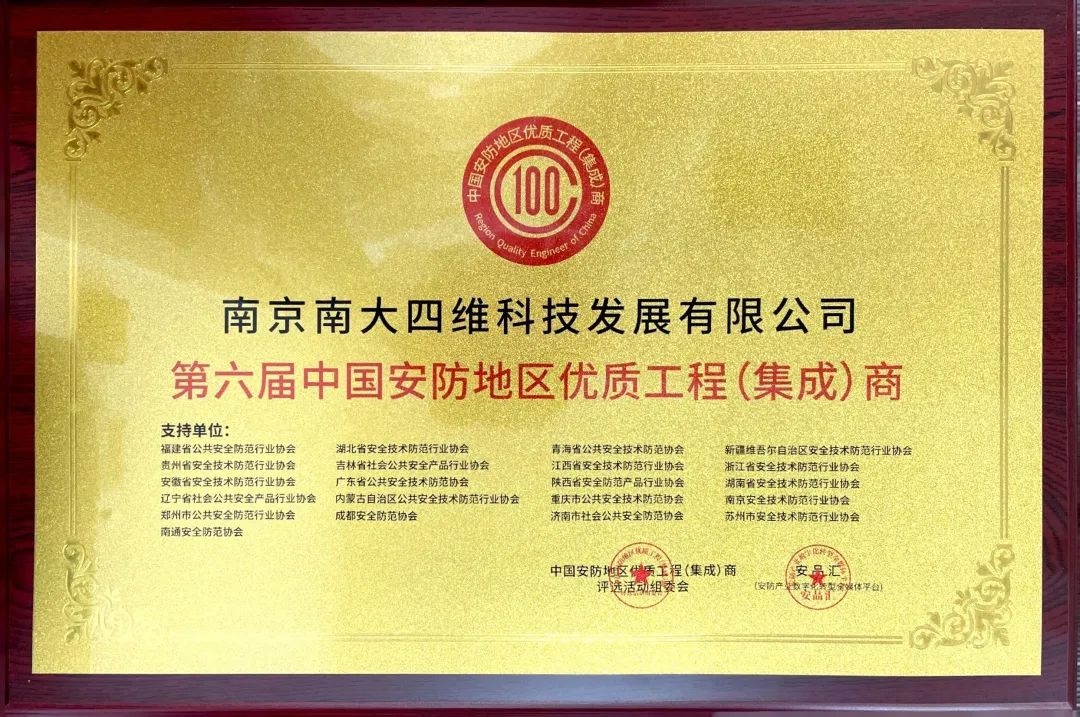 中国安防地区优质工程(集成)商
100
Region Quality Engineer of China
南京南大四维科技发展有限公司
第六届中国安防地区优质工程(集成)商
支持单位：
福建省公共安全防范行业协会 湖北省安全技术防范行业协会 青海省公共安全技术防范协会 新疆维吾尔自治区安全技术防范行业协会
贵州省安全技术防范行业协会 吉林省社会公共安全产品行业协会 江西省安全技术防范行业协会 浙江省安全技术防范行业协会
安徽省安全技术防范行业协会 广东省公共安全技术防范协会 陕西省安全防范产品行业协会 湖南省安全技术防范行业协会
辽宁省社会公共安全产品行业协会 内蒙古自治区公共安全技术防范行业协会 重庆市公共安全技术防范协会 南京安全技术防范行业协会
郑州市公共安全防范行业协会 成都安全防范协会 济南市社会公共安全防范协会 苏州市安全技术防范行业协会
南通安全防范协会
中国安防地区优质工程(集成)商
评选活动组委会
安品汇
(安防产业数字化转型全媒体平台)
安品汇